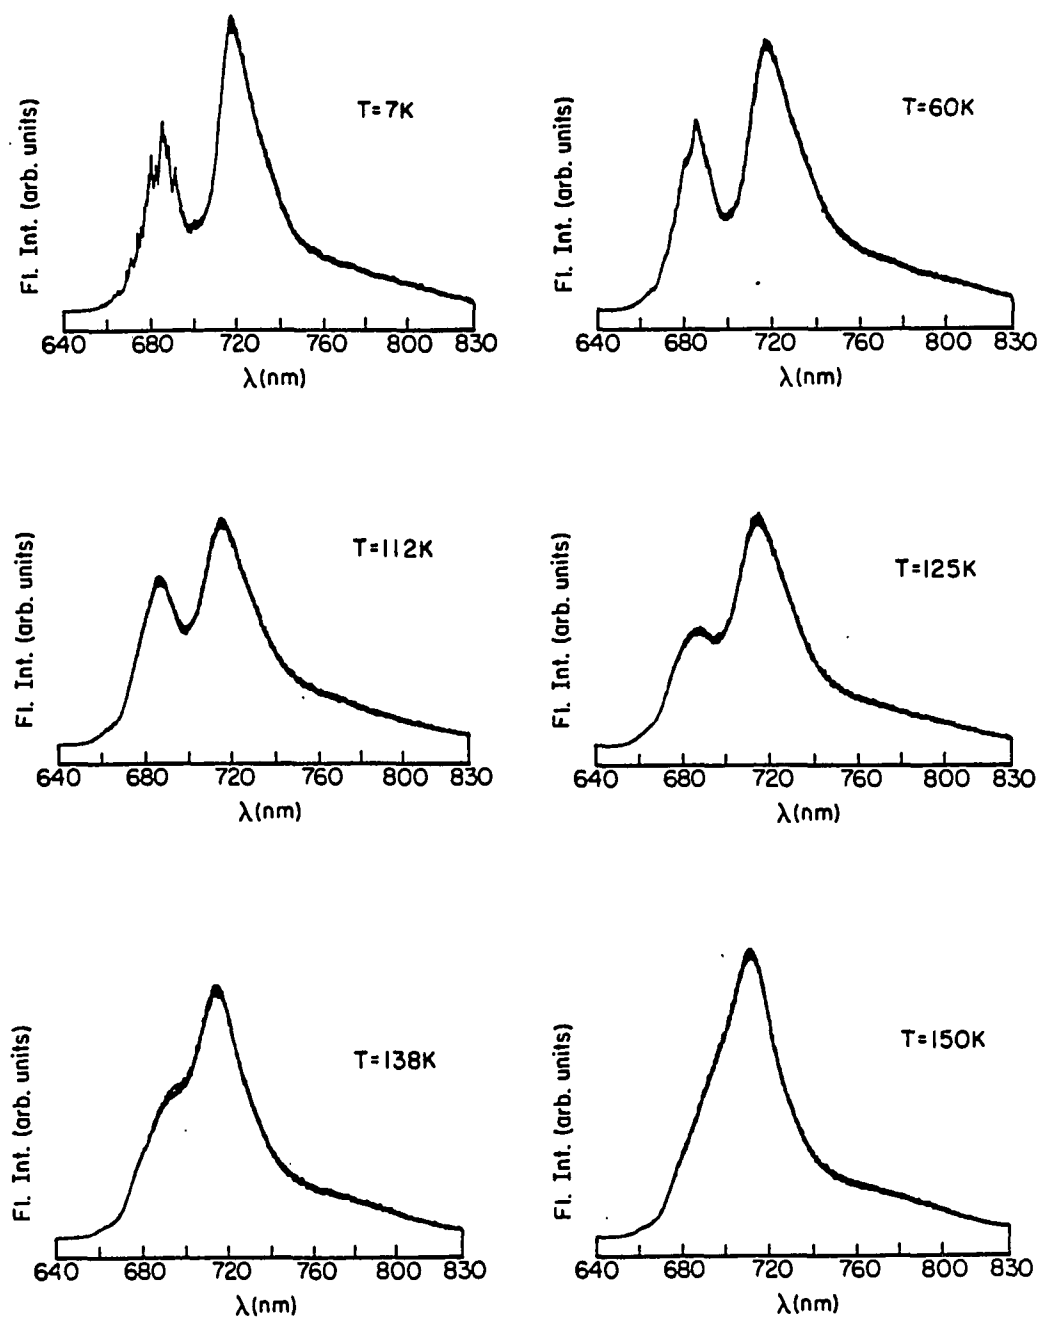 Fl. Int. (arb. units)
T=7K
640 680 720 760 800 830
λ(nm)
Fl. Int. (arb. units)
T=60K
640 680 720 760 800 830
λ(nm)
Fl. Int. (arb. units)
T=112K
640 680 720 760 800 830
λ(nm)
Fl. Int. (arb. units)
T=125K
640 680 720 760 800 830
λ(nm)
Fl. Int. (arb. units)
T=138K
640 680 720 760 800 830
λ(nm)
Fl. Int. (arb. units)
T=150K
640 680 720 760 800 830
λ(nm)